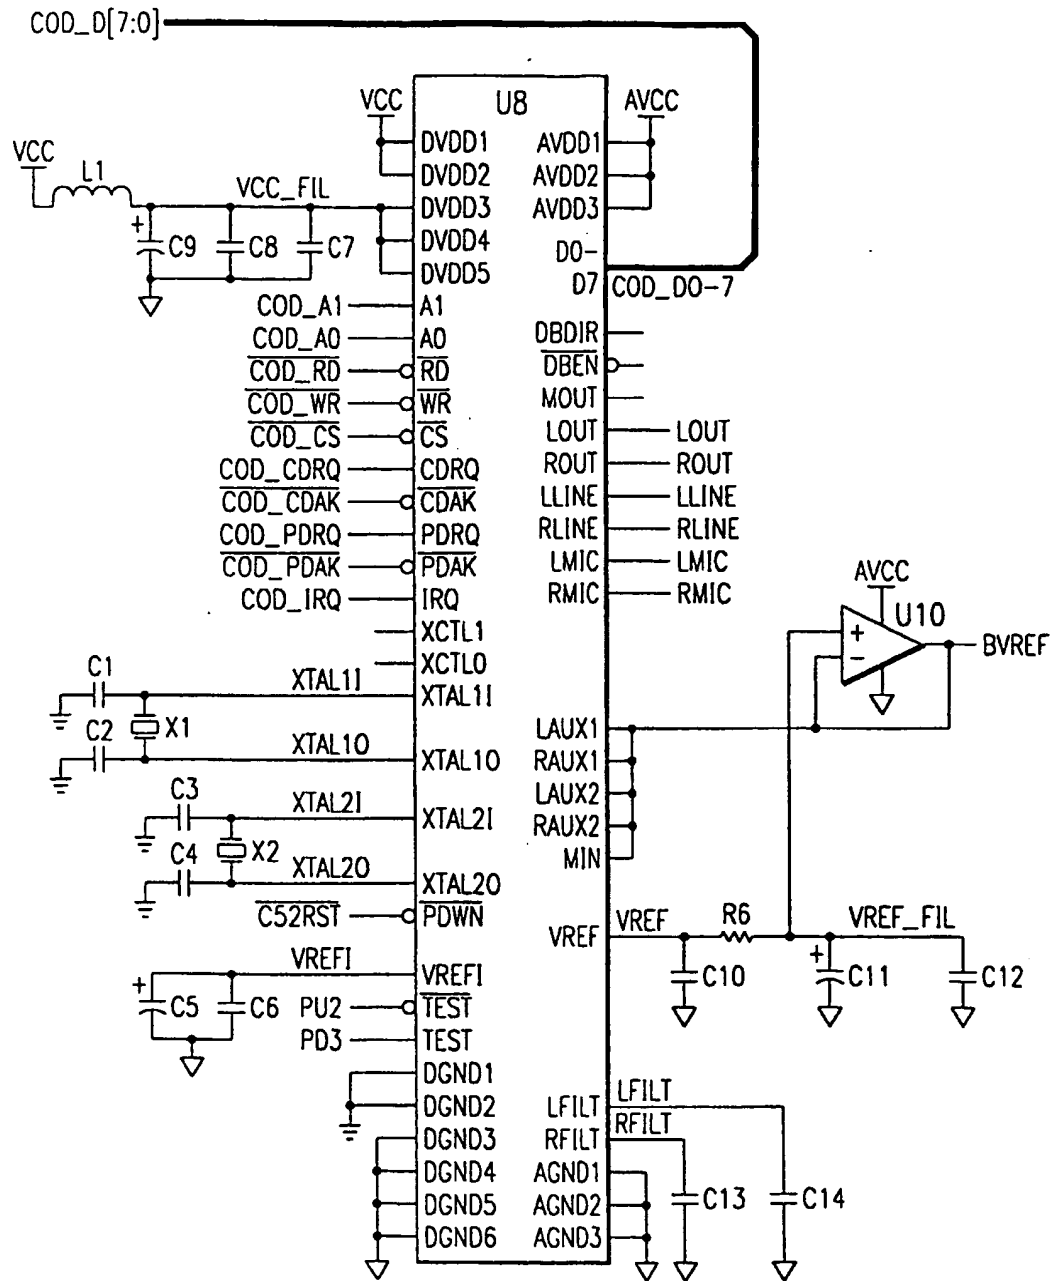 COD_D[7:0]
U8
VCC
AVCC
DVDD1
AVDD1
DVDD2
AVDD2
VCC
L1
VCC_FIL
DVDD3
AVDD3
C9
C8
C7
DVDD4
D0-
DVDD5
D7
COD_D0-7
COD_A1
A1
COD_A0
A0
DBDIR
COD_RD
RD
DBEN
COD_WR
WR
MOUT
COD_CS
CS
LOUT
LOUT
COD_CDRQ
CDRQ
ROUT
ROUT
COD_CDAK
CDAK
LLINE
LLINE
COD_PDRQ
PDRQ
RLINE
RLINE
COD_PDAK
PDAK
LMIC
LMIC
COD_IRQ
IRQ
RMIC
RMIC
AVCC
U10
+
−
BVREF
XCTL1
XCTL0
C1
XTAL1I
XTAL1I
X1
C2
XTAL1O
XTAL1O
LAUX1
RAUX1
C3
XTAL2I
XTAL2I
LAUX2
RAUX2
X2
C4
XTAL2O
XTAL2O
MIN
C52RST
PDWN
VREF
VREF
R6
VREF_FIL
VREFI
VREFI
C10
+
C11
C12
+
C5
C6
PU2
TEST
PD3
TEST
DGND1
DGND2
LFILT
LFILT
DGND3
RFILT
RFILT
DGND4
AGND1
C13
C14
DGND5
AGND2
DGND6
AGND3